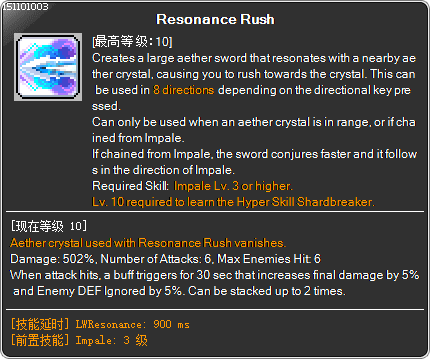 151101003
Resonance Rush
[最高等级：10]
Creates a large aether sword that resonates with a nearby ae
ther crystal, causing you to rush towards the crystal. This can
be used in 8 directions depending on the directional key pre
ssed.
Can only be used when an aether crystal is in range, or if cha
ined from Impale.
If chained from Impale, the sword conjures faster and it follow
s in the direction of Impale.
Required Skill: Impale Lv. 3 or higher.
Lv. 10 required to learn the Hyper Skill Shardbreaker.
[现在等级 10]
Aether crystal used with Resonance Rush vanishes.
Damage: 502%, Number of Attacks: 6, Max Enemies Hit: 6
When attack hits, a buff triggers for 30 sec that increases final damage by 5%
and Enemy DEF Ignored by 5%. Can be stacked up to 2 times.
[技能延时] LWResonance: 900 ms
[前置技能] Impale: 3 级